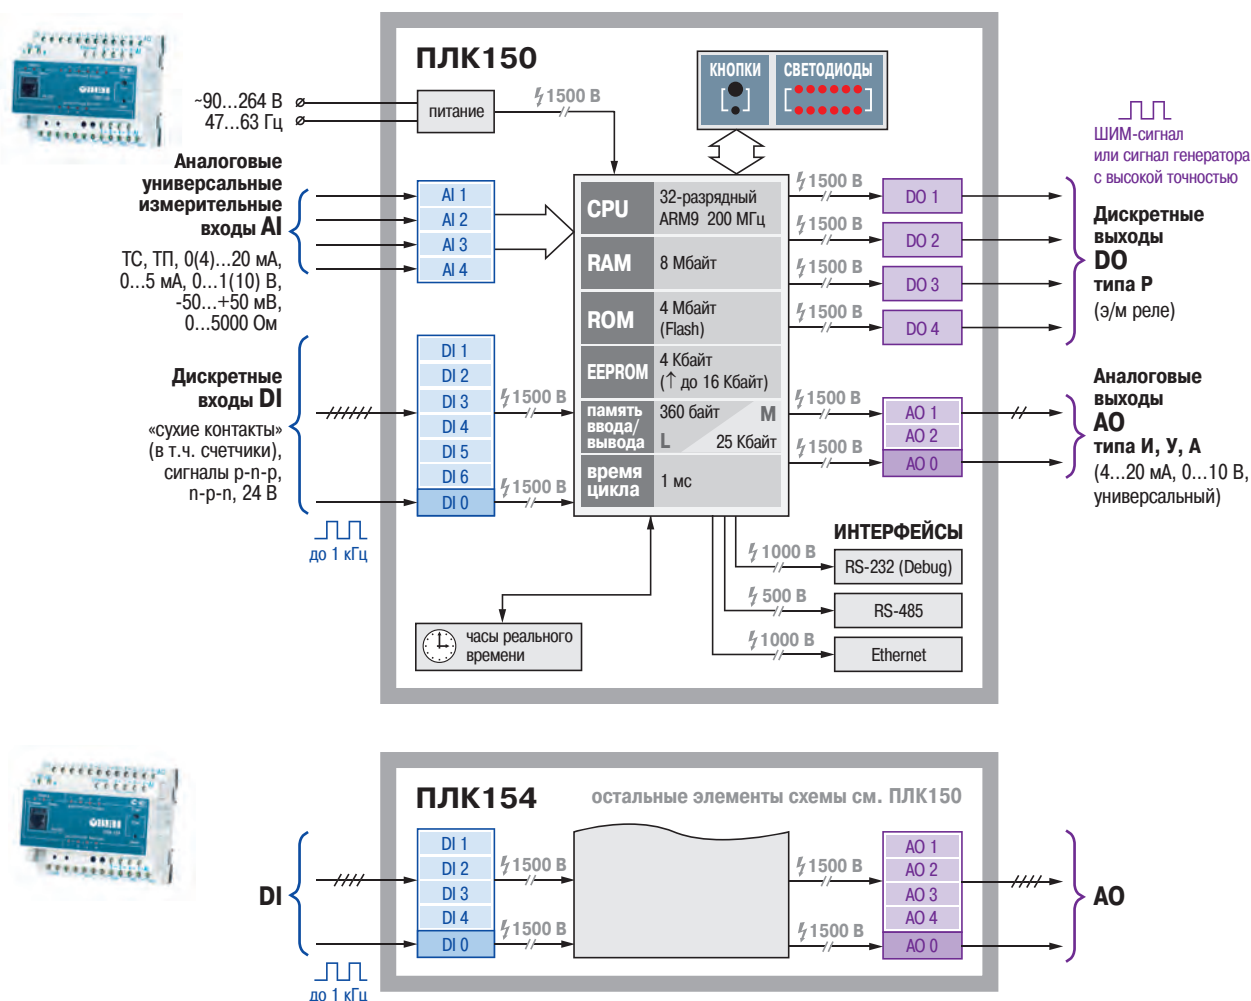 ПЛК150
КНОПКИ
СВЕТОДИОДЫ
~90...264 В
47...63 Гц
питание
1500 В
Аналоговые
универсальные
измерительные
входы AI
ТС, ТП, 0(4)...20 мА,
0...5 мА, 0...1(10) В,
-50...+50 мВ,
0...5000 Ом
AI 1
AI 2
AI 3
AI 4
Дискретные
входы DI
«сухие контакты»
(в т.ч. счетчики),
сигналы p-n-p,
n-p-n, 24 В
до 1 кГц
DI 1
DI 2
DI 3
DI 4
DI 5
DI 6
DI 0
1500 В
1500 В
CPU
32-разрядный
ARM9 200 МГц
RAM
8 Мбайт
ROM
4 Мбайт
(Flash)
EEPROM
4 Кбайт
(↑ до 16 Кбайт)
память
ввода/
вывода
360 байт
M
L
25 Кбайт
время
цикла
1 мс
1500 В
1500 В
1500 В
1500 В
DO 1
DO 2
DO 3
DO 4
ШИМ-сигнал
или сигнал генератора
с высокой точностью
Дискретные
выходы
DO
типа Р
(э/м реле)
1500 В
1500 В
AO 1
AO 2
AO 0
Аналоговые
выходы
AO
типа И, У, А
(4...20 мА, 0...10 В,
универсальный)
ИНТЕРФЕЙСЫ
1000 В
RS-232 (Debug)
500 В
RS-485
1000 В
Ethernet
часы реального
времени
ПЛК154
остальные элементы схемы см. ПЛК150
DI
до 1 кГц
DI 1
DI 2
DI 3
DI 4
DI 0
1500 В
1500 В
1500 В
1500 В
AO 1
AO 2
AO 3
AO 4
AO 0
AO